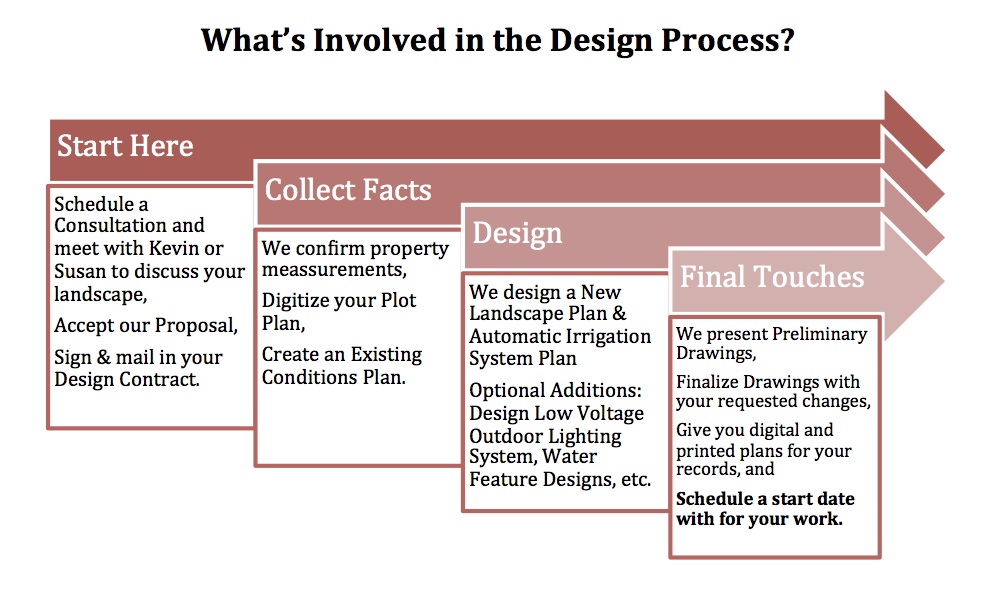 What's Involved in the Design Process?
Start Here
Schedule a
Consultation and
meet with Kevin or
Susan to discuss your
landscape,
Accept our Proposal,
Sign & mail in your
Design Contract.
Collect Facts
We confirm property
meassurements,
Digitize your Plot
Plan,
Create an Existing
Conditions Plan.
Design
We design a New
Landscape Plan &
Automatic Irrigation
System Plan
Optional Additions:
Design Low Voltage
Outdoor Lighting
System, Water
Feature Designs, etc.
Final Touches
We present Preliminary
Drawings,
Finalize Drawings with
your requested changes,
Give you digital and
printed plans for your
records, and
Schedule a start date
with for your work.